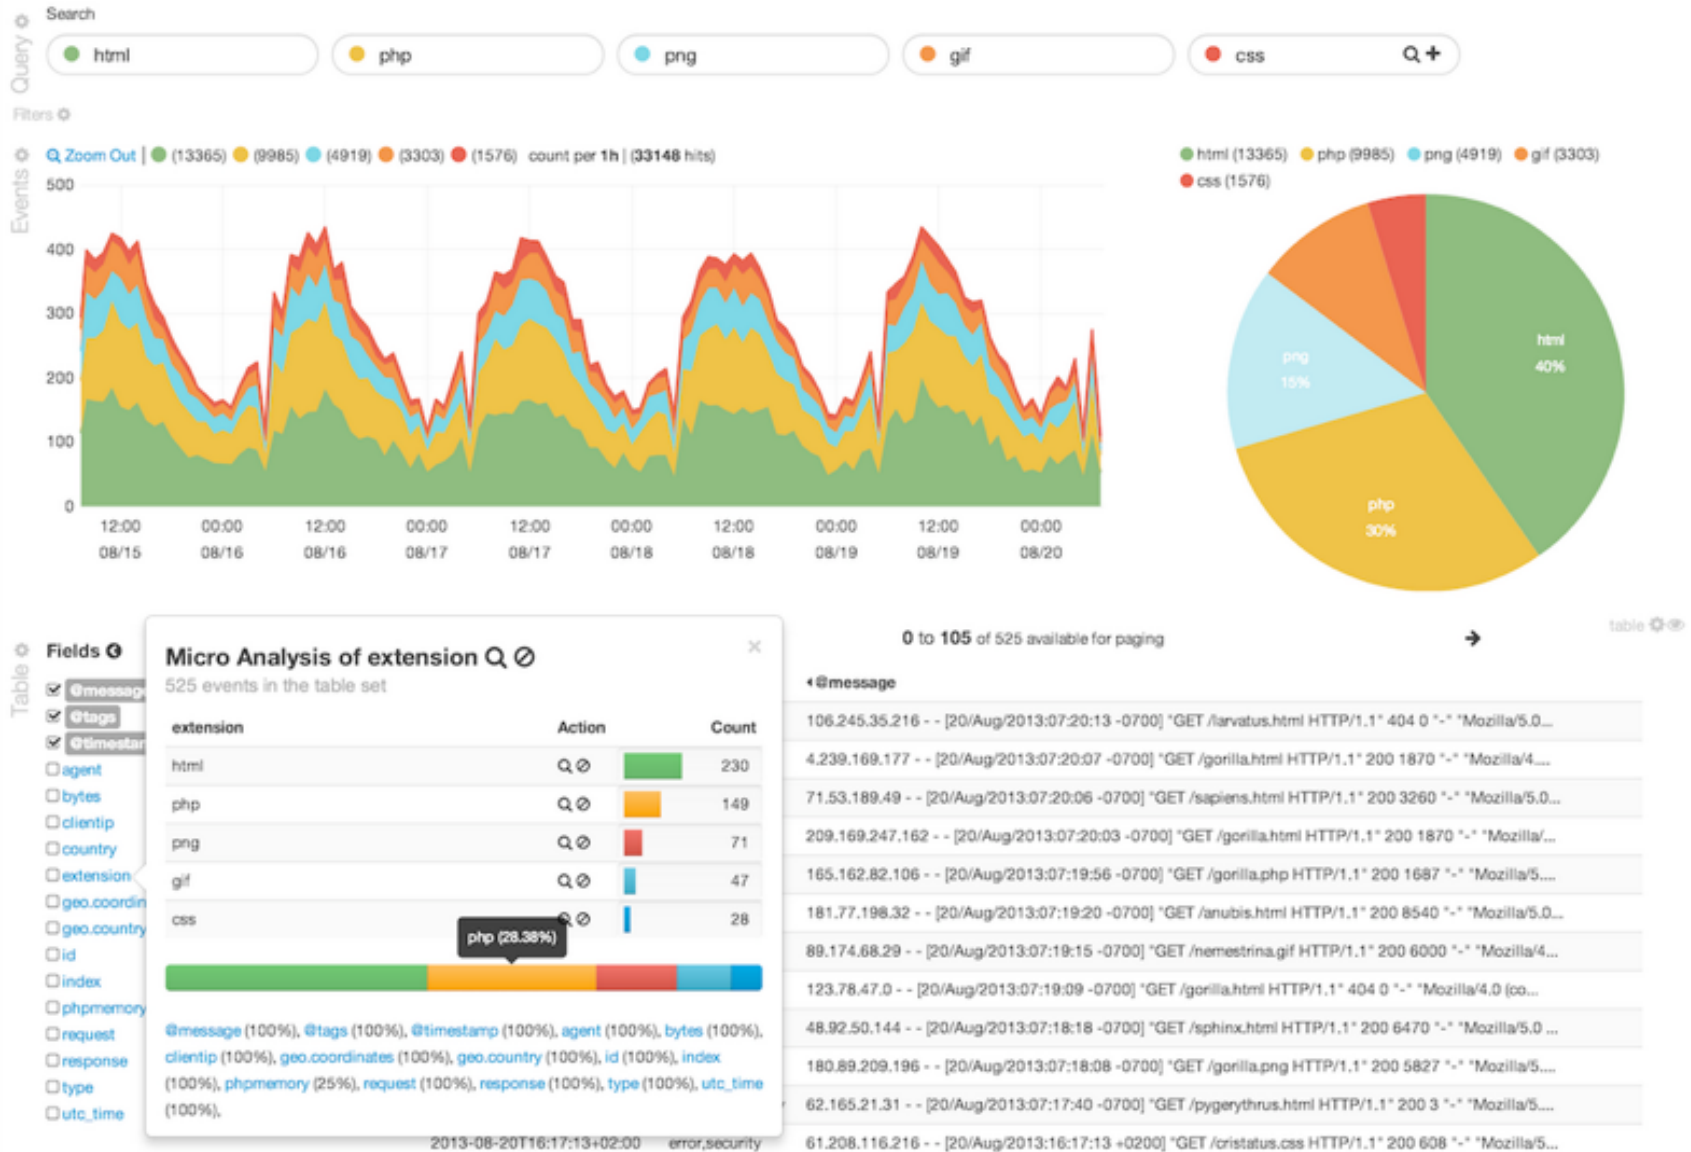 Search
Query
html php png gif css
Filters
Zoom Out | (13365) (9985) (4919) (3303) (1576) count per 1h | (33148 hits)
html (13365) php (9985) png (4919) gif (3303)
css (1576)
Events
500
400
300
200
100
0
12:00 00:00 12:00 00:00 12:00 00:00 12:00 00:00 12:00 00:00
08/15 08/16 08/16 08/17 08/17 08/18 08/18 08/19 08/19 08/20
html
40%
png
15%
php
30%
table
Table
Fields
@message
@tags
@timestar
agent
bytes
clientip
country
extension
geo.coordin
geo.country
id
index
phpmemory
request
response
type
utc_time
Micro Analysis of extension
×
525 events in the table set
extension Action Count
html 230
php 149
png 71
gif 47
css 28
php (28.38%)
@message (100%), @tags (100%), @timestamp (100%), agent (100%), bytes (100%),
clientip (100%), geo.coordinates (100%), geo.country (100%), id (100%), index
(100%), phpmemory (25%), request (100%), response (100%), type (100%), utc_time
(100%),
0 to 105 of 525 available for paging
@message
106.245.35.216 - - [20/Aug/2013:07:20:13 -0700] "GET /larvatus.html HTTP/1.1" 404 0 "-" "Mozilla/5.0...
4.239.169.177 - - [20/Aug/2013:07:20:07 -0700] "GET /gorilla.html HTTP/1.1" 200 1870 "-" "Mozilla/4....
71.53.189.49 - - [20/Aug/2013:07:20:06 -0700] "GET /sapiens.html HTTP/1.1" 200 3260 "-" "Mozilla/5.0...
209.169.247.162 - - [20/Aug/2013:07:20:03 -0700] "GET /gorilla.html HTTP/1.1" 200 1870 "-" "Mozilla/...
165.162.82.106 - - [20/Aug/2013:07:19:56 -0700] "GET /gorilla.php HTTP/1.1" 200 1687 "-" "Mozilla/5....
181.77.198.32 - - [20/Aug/2013:07:19:20 -0700] "GET /anubis.html HTTP/1.1" 200 8540 "-" "Mozilla/5.0...
89.174.68.29 - - [20/Aug/2013:07:19:15 -0700] "GET /nemestrina.gif HTTP/1.1" 200 6000 "-" "Mozilla/4...
123.78.47.0 - - [20/Aug/2013:07:19:09 -0700] "GET /gorilla.html HTTP/1.1" 404 0 "-" "Mozilla/4.0 (co...
48.92.50.144 - - [20/Aug/2013:07:18:18 -0700] "GET /sphinx.html HTTP/1.1" 200 6470 "-" "Mozilla/5.0 ...
180.89.209.196 - - [20/Aug/2013:07:18:08 -0700] "GET /gorilla.png HTTP/1.1" 200 5827 "-" "Mozilla/5....
62.165.21.31 - - [20/Aug/2013:07:17:40 -0700] "GET /pygerythrus.html HTTP/1.1" 200 3 "-" "Mozilla/5....
2013-08-20T16:17:13+02:00 error,security 61.208.116.216 - - [20/Aug/2013:16:17:13 +0200] "GET /cristatus.css HTTP/1.1" 200 608 "-" "Mozilla/5...